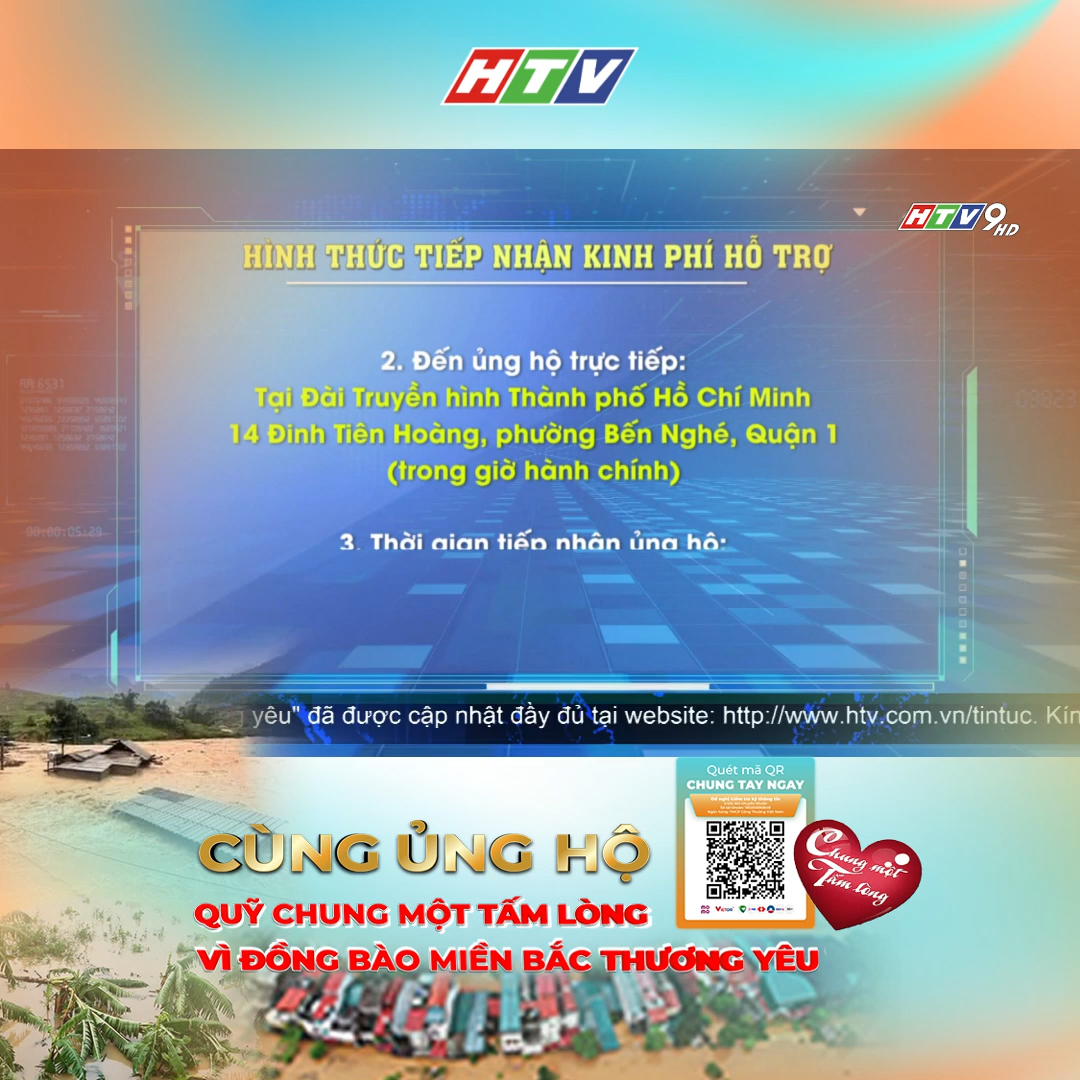 HTV
HTV9 HD
HÌNH THỨC TIẾP NHẬN KINH PHÍ HỖ TRỢ
2. Đến ủng hộ trực tiếp:
Tại Đài Truyền hình Thành phố Hồ Chí Minh
14 Đinh Tiên Hoàng, phường Bến Nghé, Quận 1
(trong giờ hành chính)
3. Thời gian tiếp nhận ủng hộ:
00:00:05:29
yêu" đã được cập nhật đầy đủ tại website: http://www.htv.com.vn/tintuc. Kín
Quét mã QR
CHUNG TAY NGAY
Chung một
Tấm lòng
CÙNG ỦNG HỘ
QUỸ CHUNG MỘT TẤM LÒNG
VÌ ĐỒNG BÀO MIỀN BẮC THƯƠNG YÊU